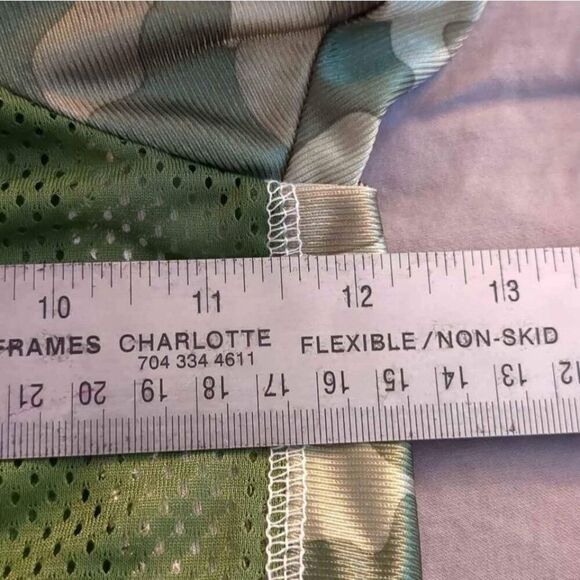 10 11 12 13
FRAMES CHARLOTTE FLEXIBLE/NON-SKID
704 334 4611
21 20 19 18 17 16 15 14 13 12